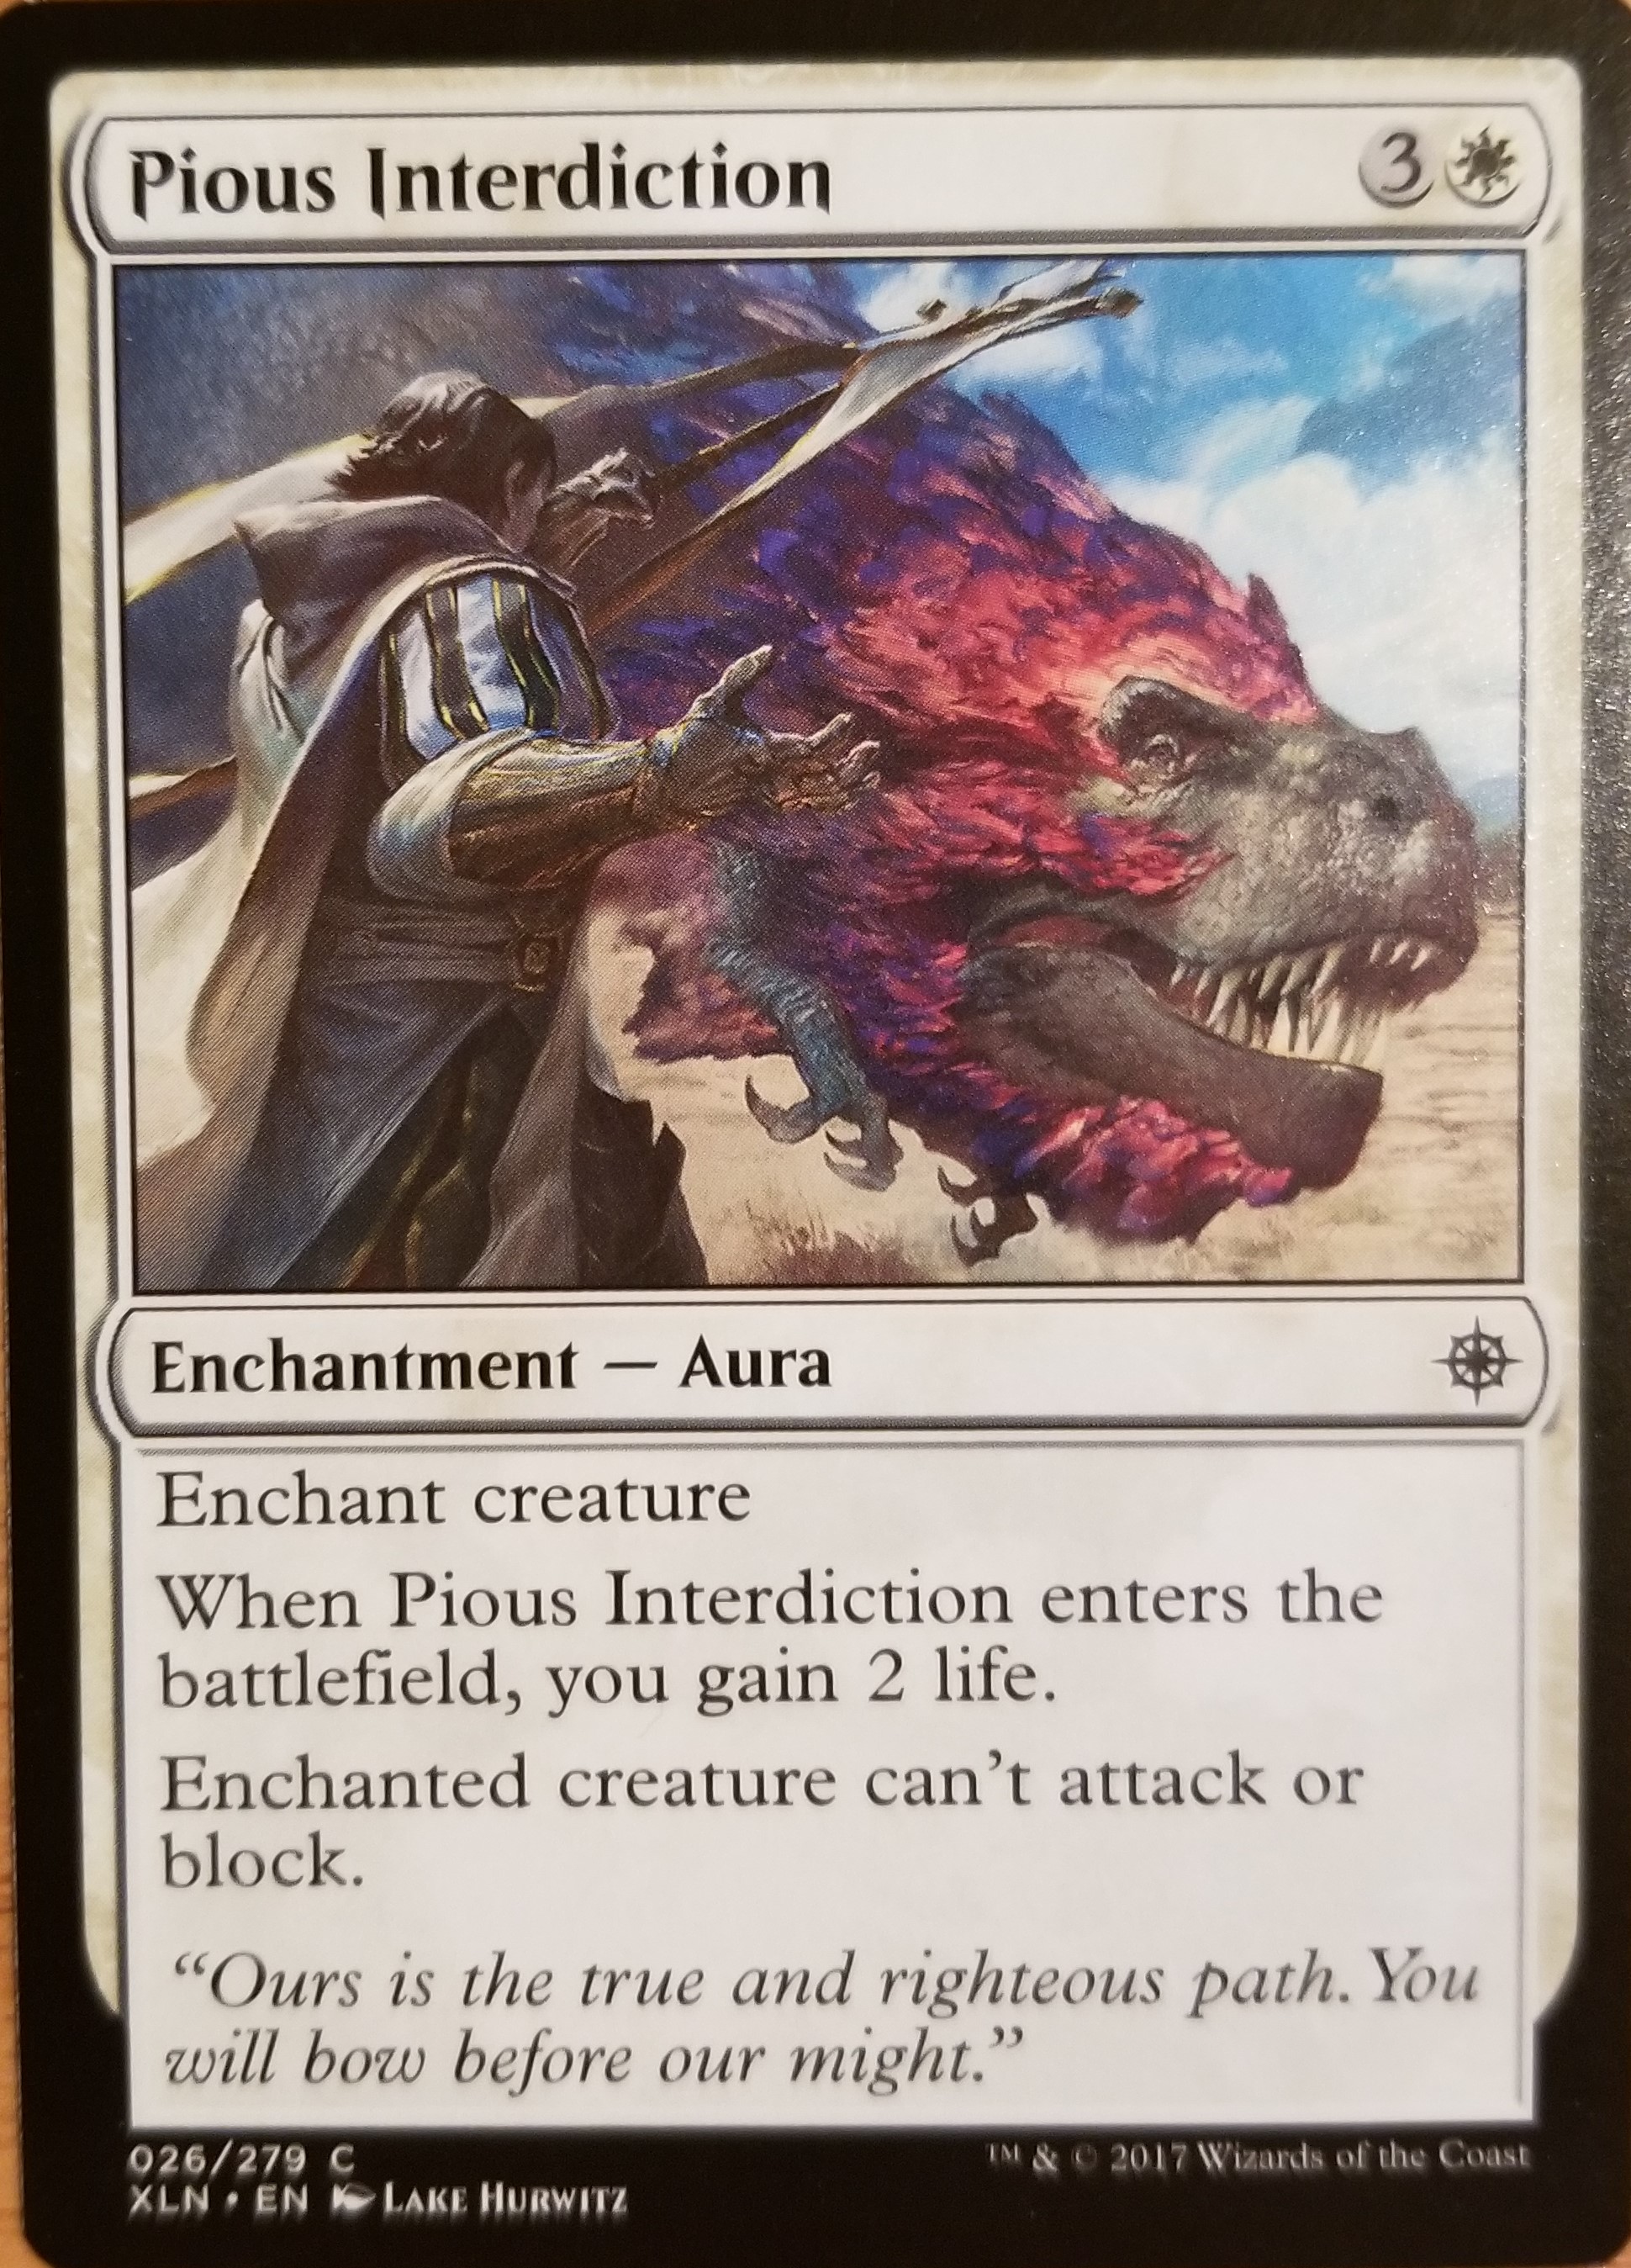 Pious Interdiction 3
Enchantment — Aura
Enchant creature
When Pious Interdiction enters the
battlefield, you gain 2 life.
Enchanted creature can't attack or
block.
“Ours is the true and righteous path. You
will bow before our might.”
026/279 C
XLN • EN LAKE HURWITZ
™ & © 2017 Wizards of the Coast